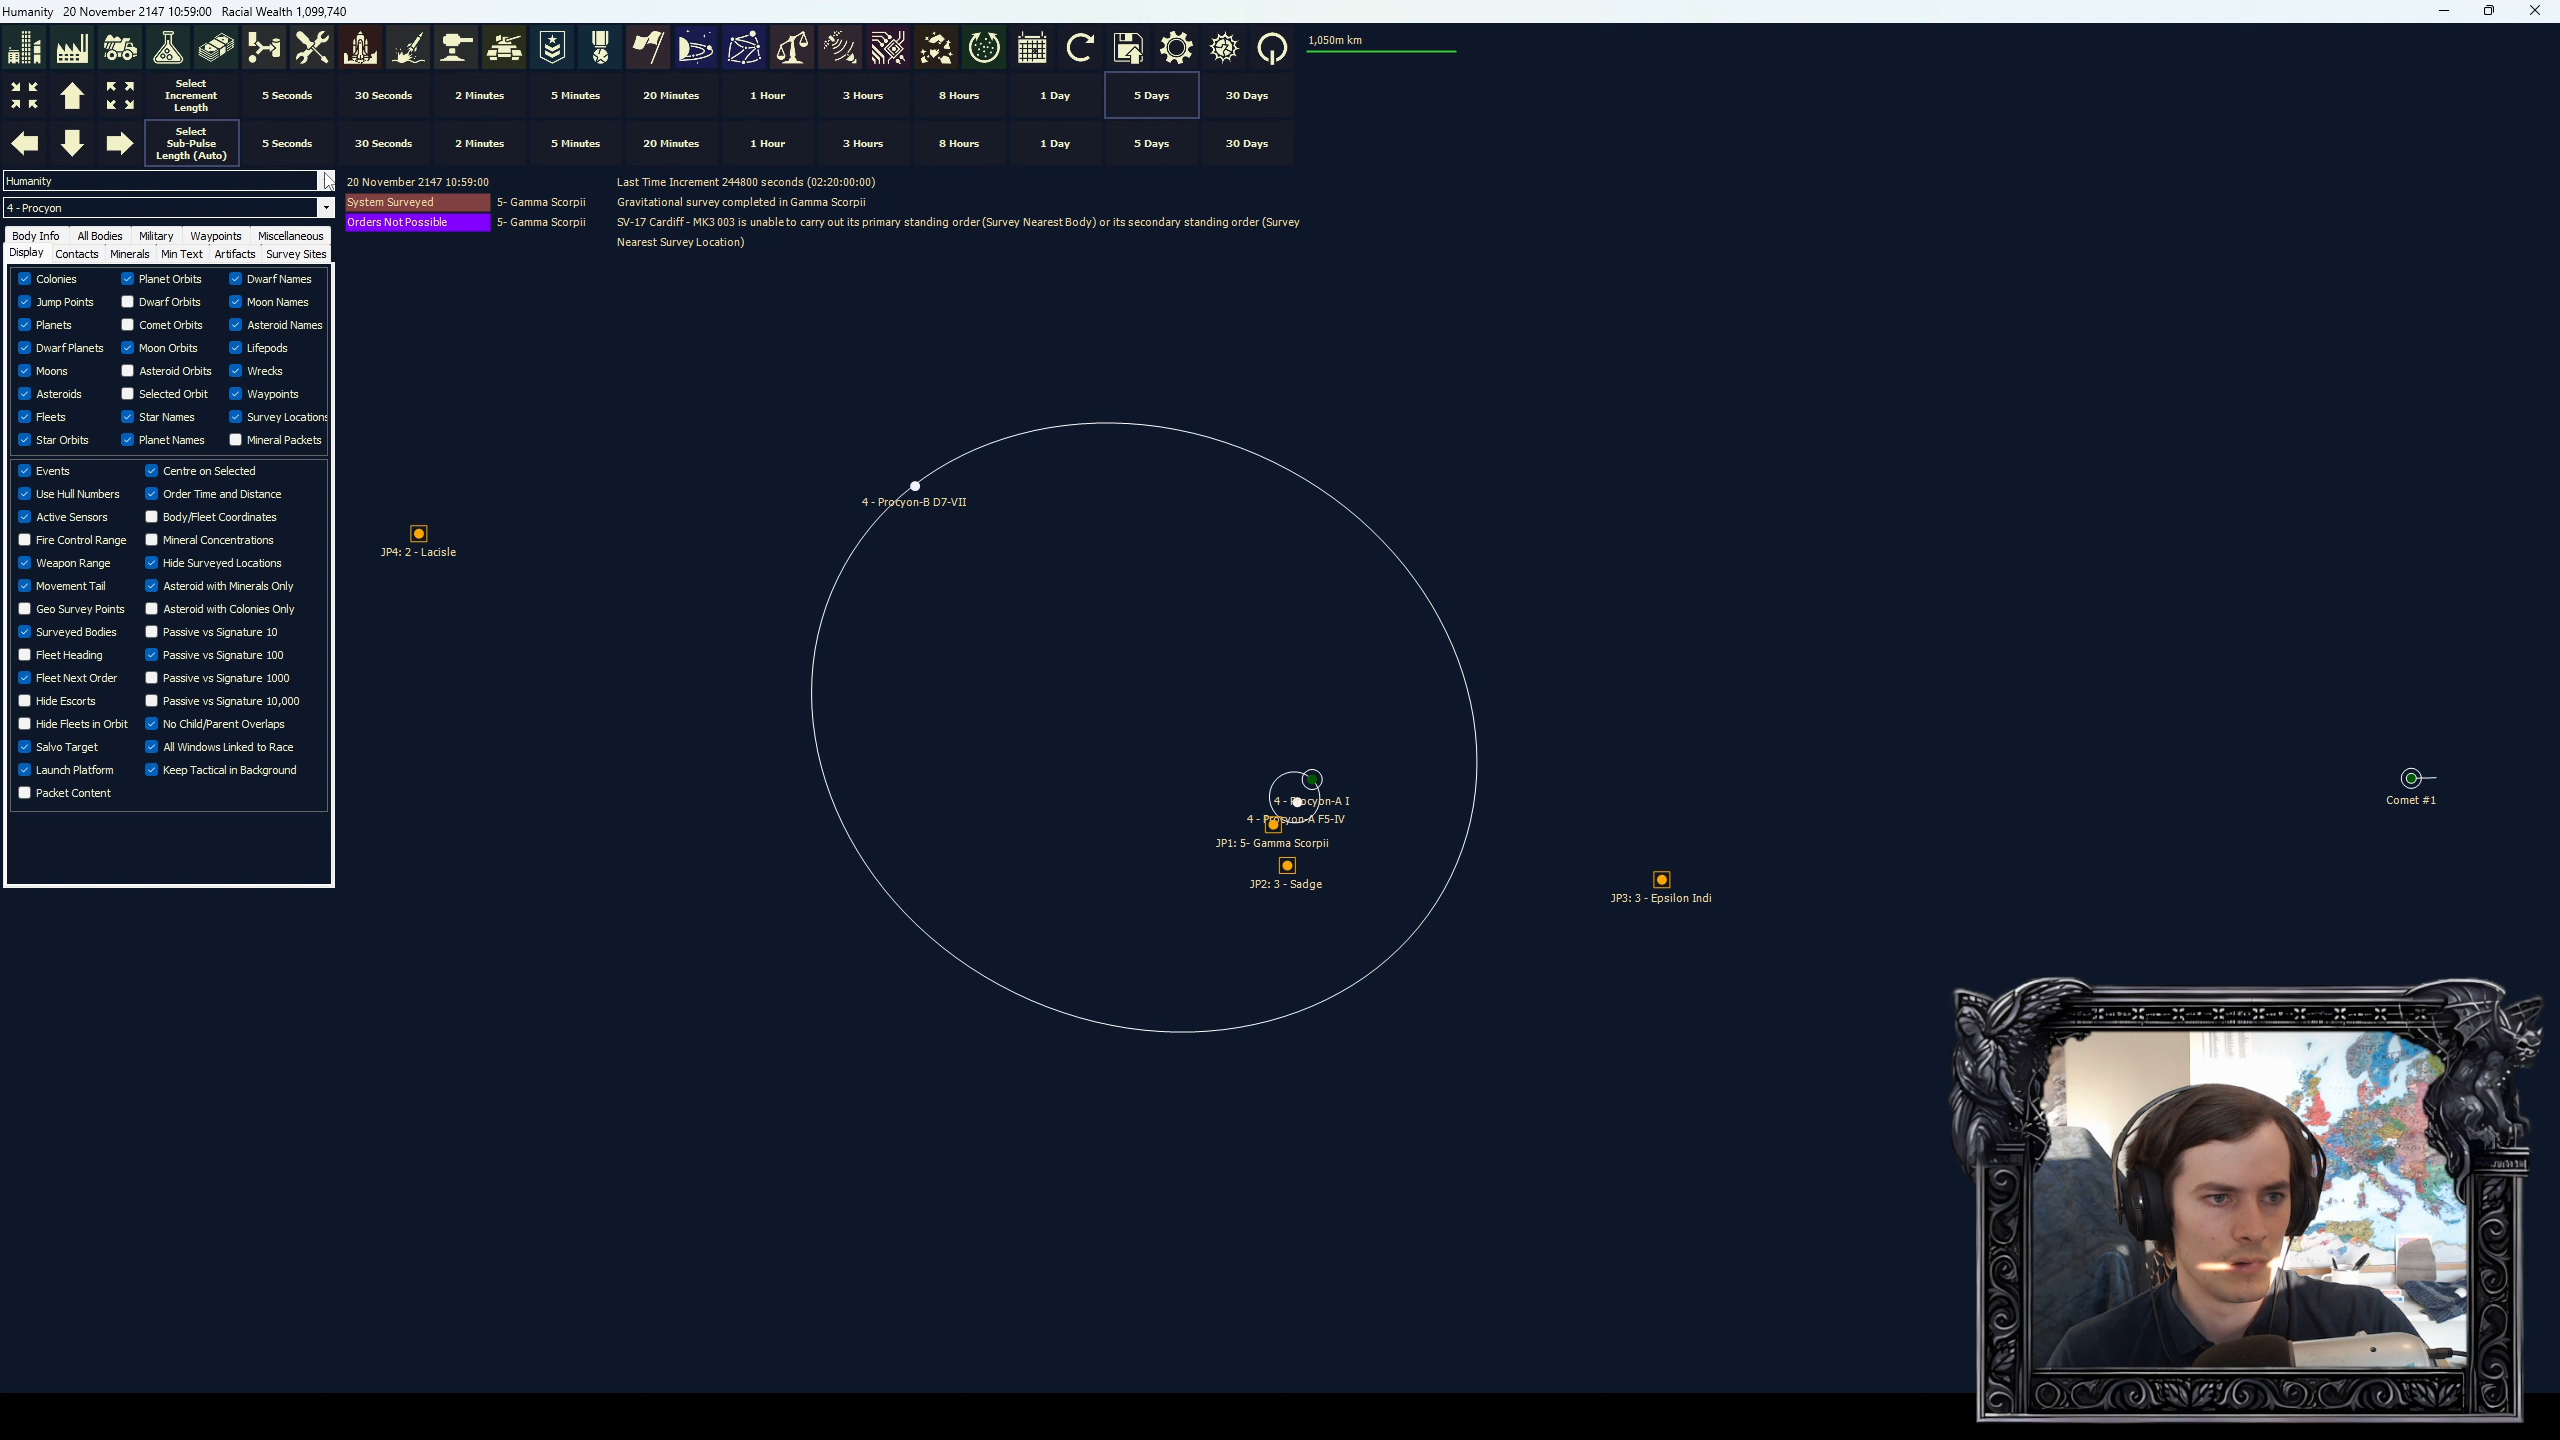 Humanity 20 November 2147 10:59:00 Racial Wealth 1,099,740
1,050m km
Select Increment Length 5 Seconds 30 Seconds 2 Minutes 5 Minutes 20 Minutes 1 Hour 3 Hours 8 Hours 1 Day 5 Days 30 Days
Select Sub-Pulse Length (Auto) 5 Seconds 30 Seconds 2 Minutes 5 Minutes 20 Minutes 1 Hour 3 Hours 8 Hours 1 Day 5 Days 30 Days
Humanity
4 - Procyon
20 November 2147 10:59:00 Last Time Increment 244800 seconds (02:20:00:00)
System Surveyed 5- Gamma Scorpii Gravitational survey completed in Gamma Scorpii
Orders Not Possible 5- Gamma Scorpii SV-17 Cardiff - MK3 003 is unable to carry out its primary standing order (Survey Nearest Body) or its secondary standing order (Survey
Nearest Survey Location)
Body Info All Bodies Military Waypoints Miscellaneous
Display Contacts Minerals Min Text Artifacts Survey Sites
Colonies Planet Orbits Dwarf Names
Jump Points Dwarf Orbits Moon Names
Planets Comet Orbits Asteroid Names
Dwarf Planets Moon Orbits Lifepods
Moons Asteroid Orbits Wrecks
Asteroids Selected Orbit Waypoints
Fleets Star Names Survey Locations
Star Orbits Planet Names Mineral Packets
Events Centre on Selected
Use Hull Numbers Order Time and Distance
Active Sensors Body/Fleet Coordinates
Fire Control Range Mineral Concentrations
Weapon Range Hide Surveyed Locations
Movement Tail Asteroid with Minerals Only
Geo Survey Points Asteroid with Colonies Only
Surveyed Bodies Passive vs Signature 10
Fleet Heading Passive vs Signature 100
Fleet Next Order Passive vs Signature 1000
Hide Escorts Passive vs Signature 10,000
Hide Fleets in Orbit No Child/Parent Overlaps
Salvo Target All Windows Linked to Race
Launch Platform Keep Tactical in Background
Packet Content
4 - Procyon-B D7-VII
JP4: 2 - Lacisle
4 - Procyon-A I
Comet #1
4 - Procyon-A F5-IV
JP1: 5- Gamma Scorpii
JP2: 3 - Sadge
JP3: 3 - Epsilon Indi